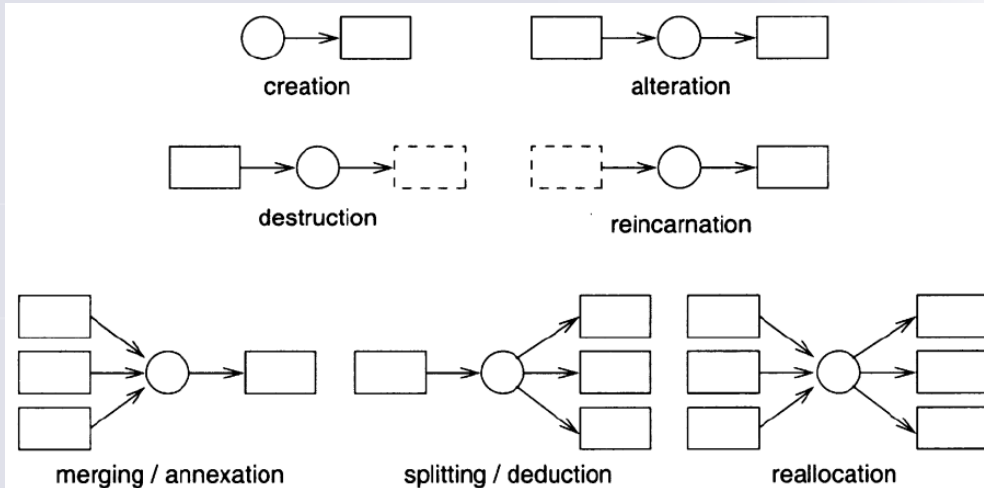 creation
alteration
destruction
reincarnation
merging / annexation
splitting / deduction
reallocation